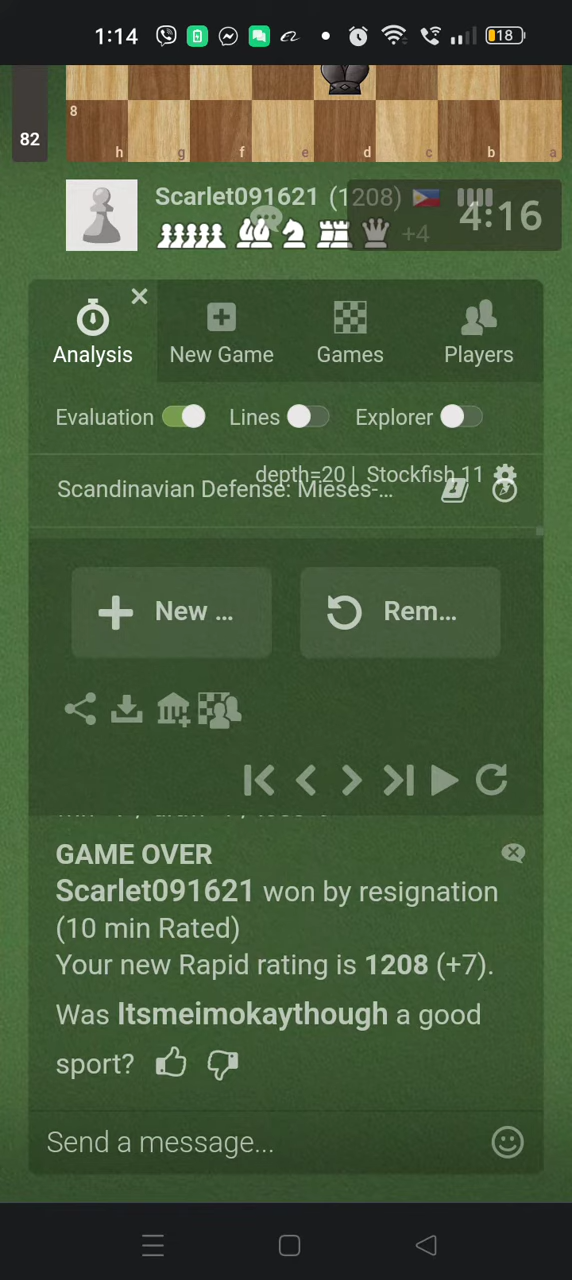 1:14
18
82
8
h g f e d c b a
Scarlet091621 (1208)
4:16
+4
Analysis
New Game
Games
Players
Evaluation
Lines
Explorer
depth=20 | Stockfish 11
Scandinavian Defense: Mieses-...
New ...
Rem...
GAME OVER
Scarlet091621 won by resignation
(10 min Rated)
Your new Rapid rating is 1208 (+7).
Was Itsmeimokaythough a good
sport?
Send a message...